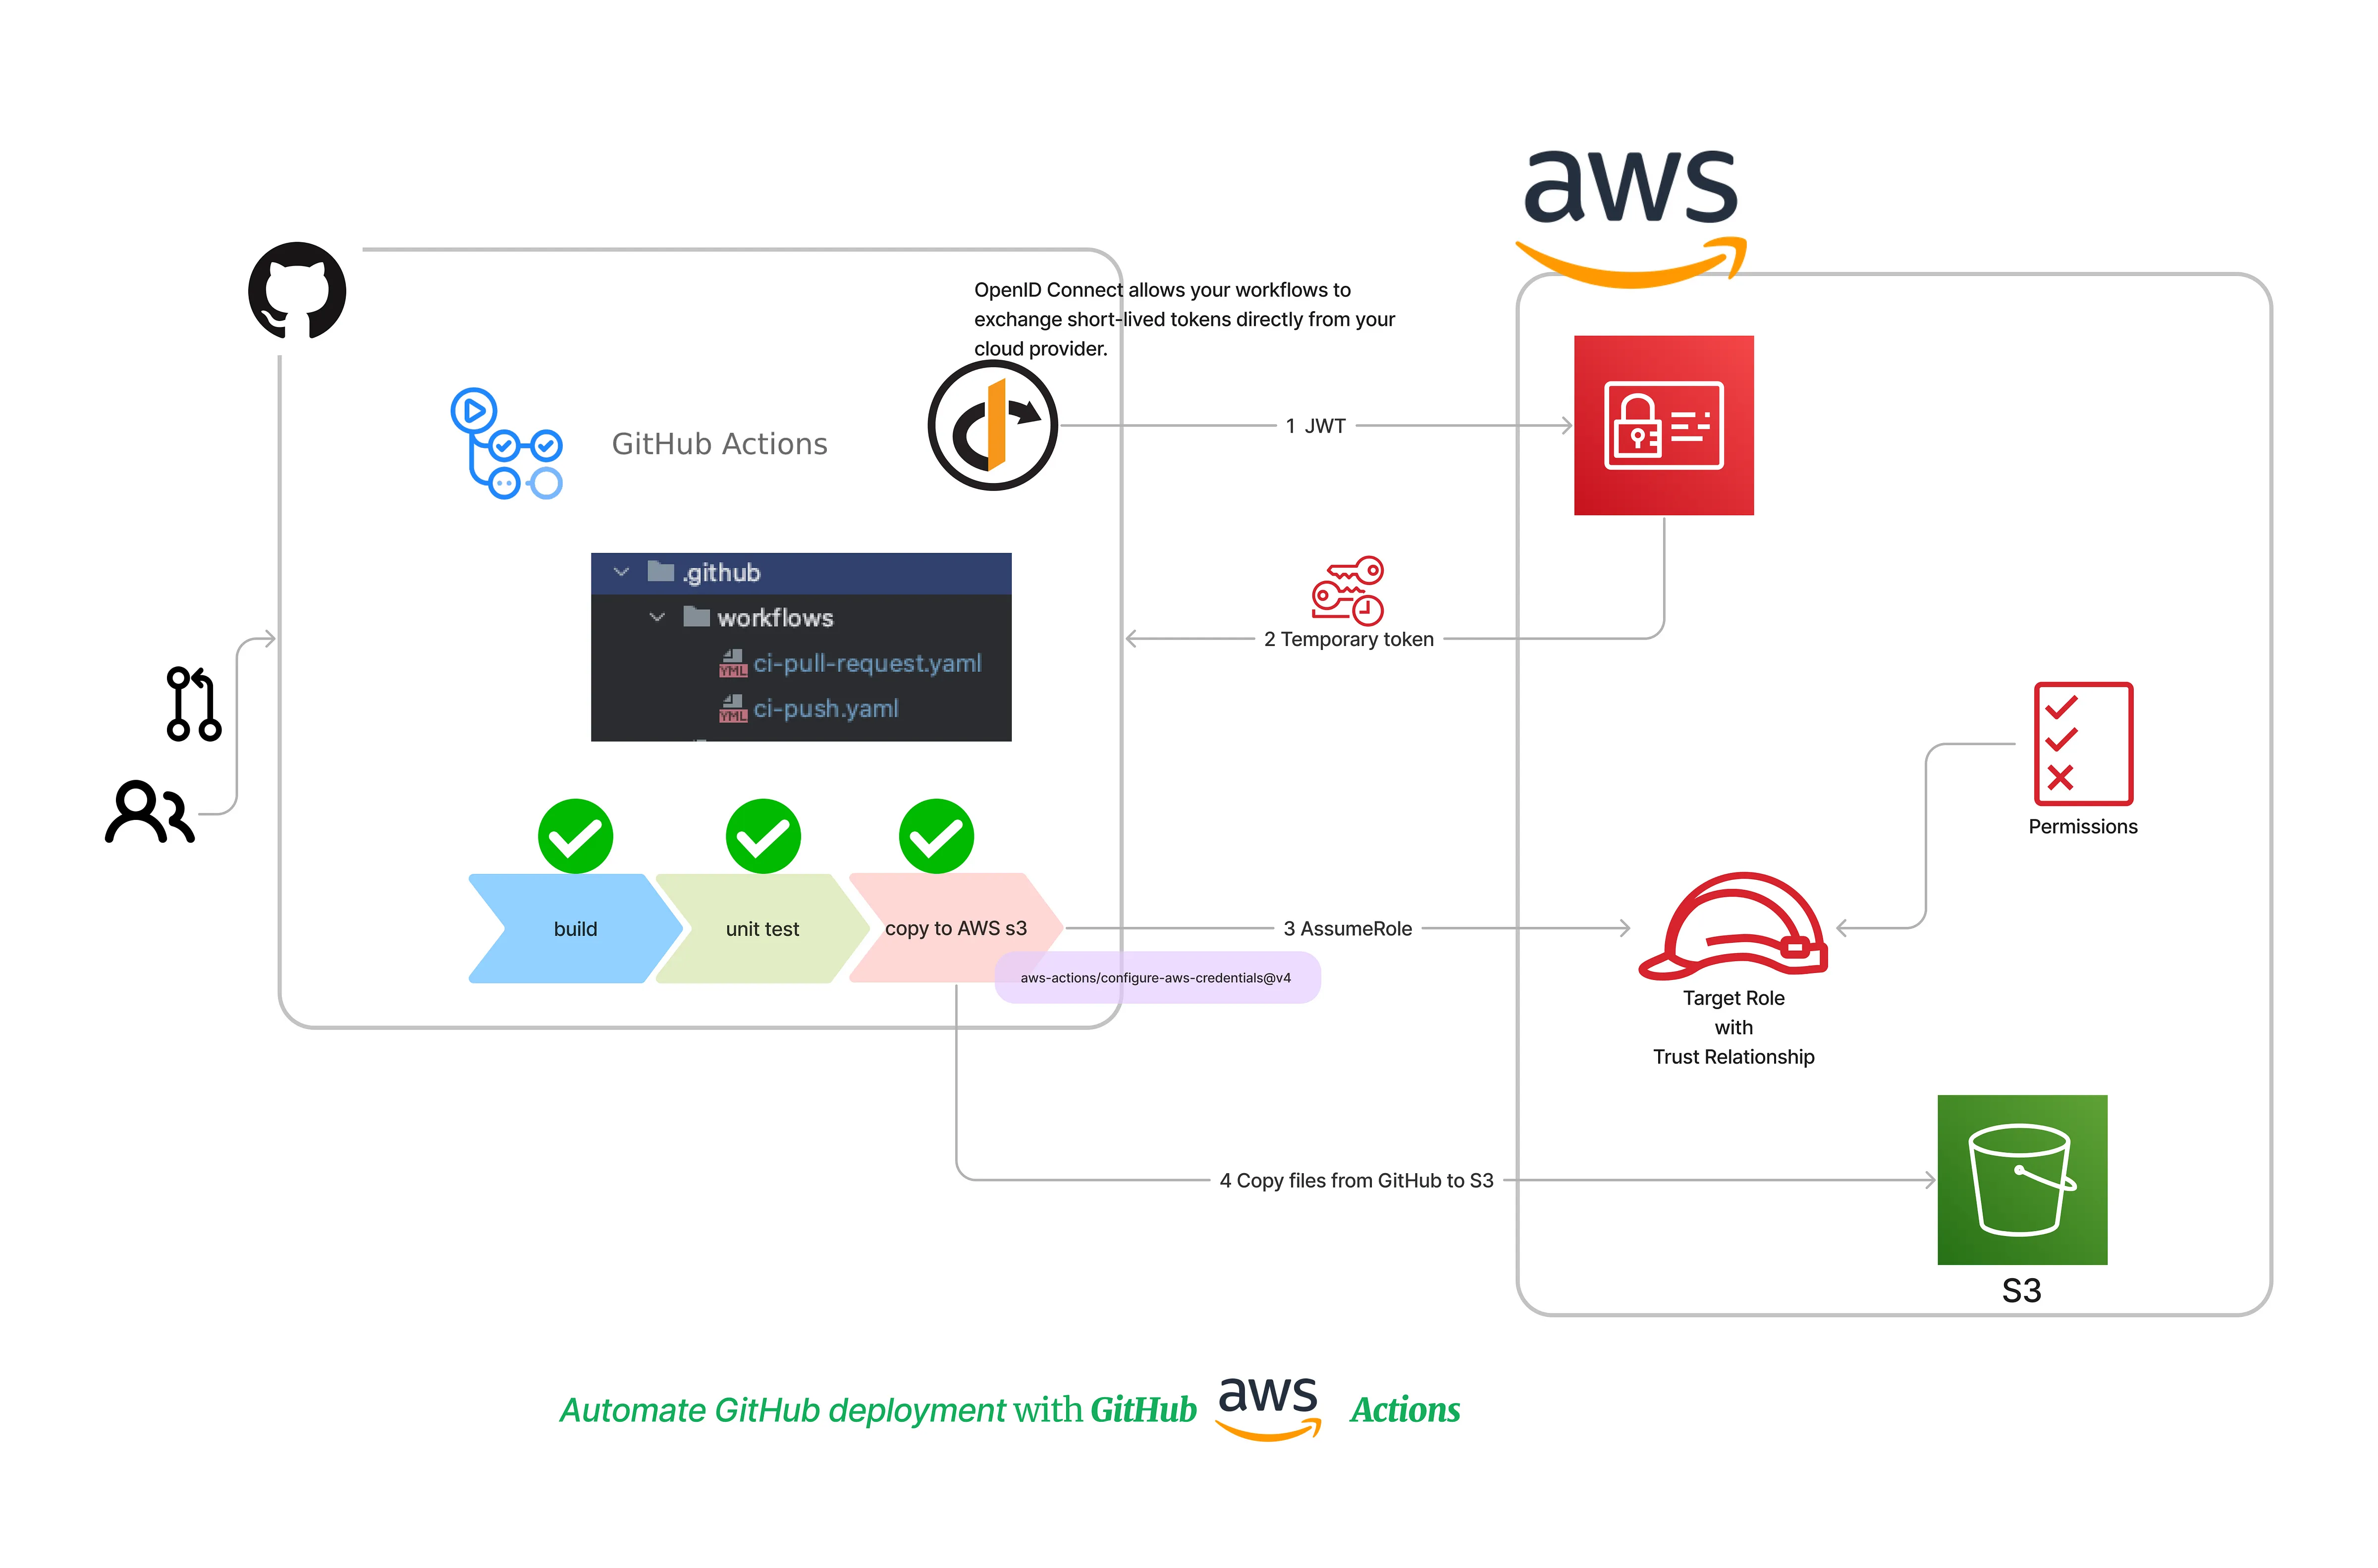 aws
OpenID Connect allows your workflows to
exchange short-lived tokens directly from your
cloud provider.
GitHub Actions
1 JWT
.github
workflows
YML ci-pull-request.yaml
YML ci-push.yaml
2 Temporary token
Permissions
build
unit test
copy to AWS s3
3 AssumeRole
aws-actions/configure-aws-credentials@v4
Target Role
with
Trust Relationship
4 Copy files from GitHub to S3
S3
Automate GitHub deployment with GitHub aws Actions